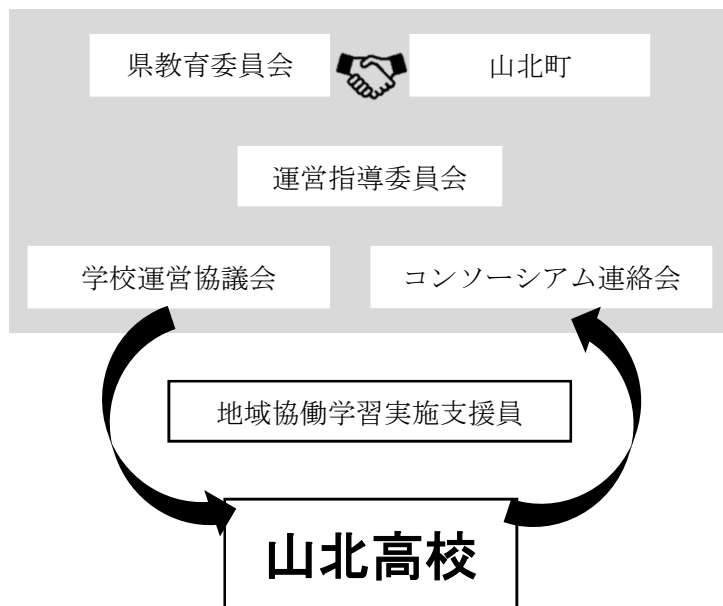 県教育委員会
山北町
運営指導委員会
学校運営協議会
コンソーシアム連絡会
地域協働学習実施支援員
山北高校